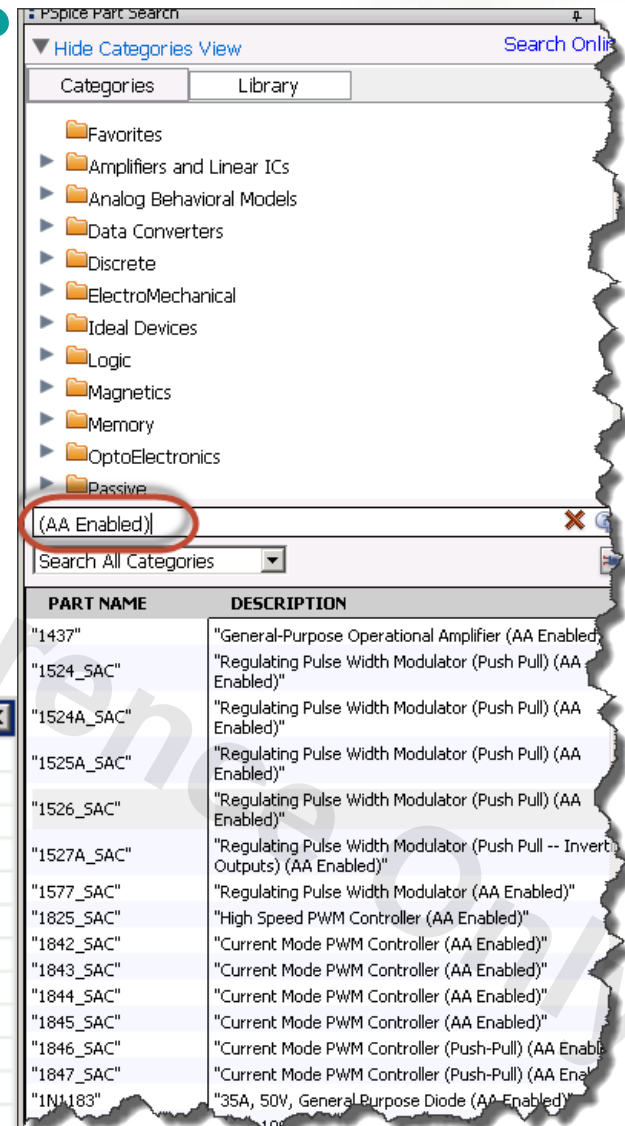 PSpice Part Search
Hide Categories View Search Onlin
Categories Library
Favorites
Amplifiers and Linear ICs
Analog Behavioral Models
Data Converters
Discrete
ElectroMechanical
Ideal Devices
Logic
Magnetics
Memory
OptoElectronics
Passive
(AA Enabled)
Search All Categories
PART NAME DESCRIPTION
"1437" "General-Purpose Operational Amplifier (AA Enabled)
"1524_SAC" "Regulating Pulse Width Modulator (Push Pull) (AA
Enabled)"
"1524A_SAC" "Regulating Pulse Width Modulator (Push Pull) (AA
Enabled)"
"1525A_SAC" "Regulating Pulse Width Modulator (Push Pull) (AA
Enabled)"
"1526_SAC" "Regulating Pulse Width Modulator (Push Pull) (AA
Enabled)"
"1527A_SAC" "Regulating Pulse Width Modulator (Push Pull -- Invert
Outputs) (AA Enabled)"
"1577_SAC" "Regulating Pulse Width Modulator (AA Enabled)"
"1825_SAC" "High Speed PWM Controller (AA Enabled)"
"1842_SAC" "Current Mode PWM Controller (AA Enabled)"
"1843_SAC" "Current Mode PWM Controller (AA Enabled)"
"1844_SAC" "Current Mode PWM Controller (AA Enabled)"
"1845_SAC" "Current Mode PWM Controller (AA Enabled)"
"1846_SAC" "Current Mode PWM Controller (Push-Pull) (AA Enabl
"1847_SAC" "Current Mode PWM Controller (Push-Pull) (AA Enal
"1N1183" "35A, 50V, General Purpose Diode (AA Enabled)"
rence Only